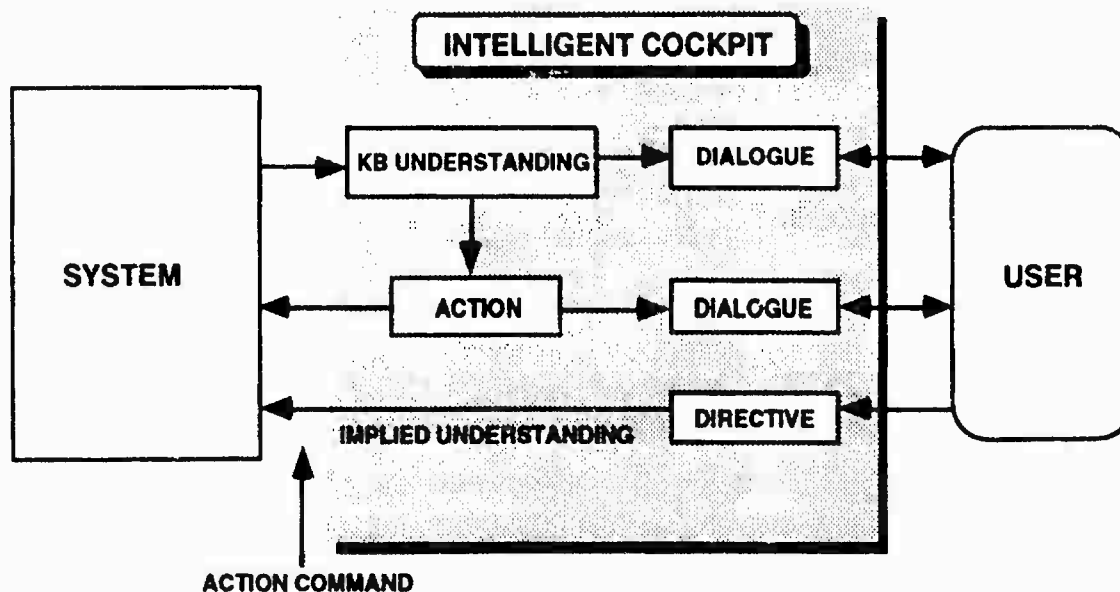 INTELLIGENT COCKPIT
KB UNDERSTANDING
DIALOGUE
SYSTEM
USER
ACTION
DIALOGUE
DIRECTIVE
IMPLIED UNDERSTANDING
ACTION COMMAND